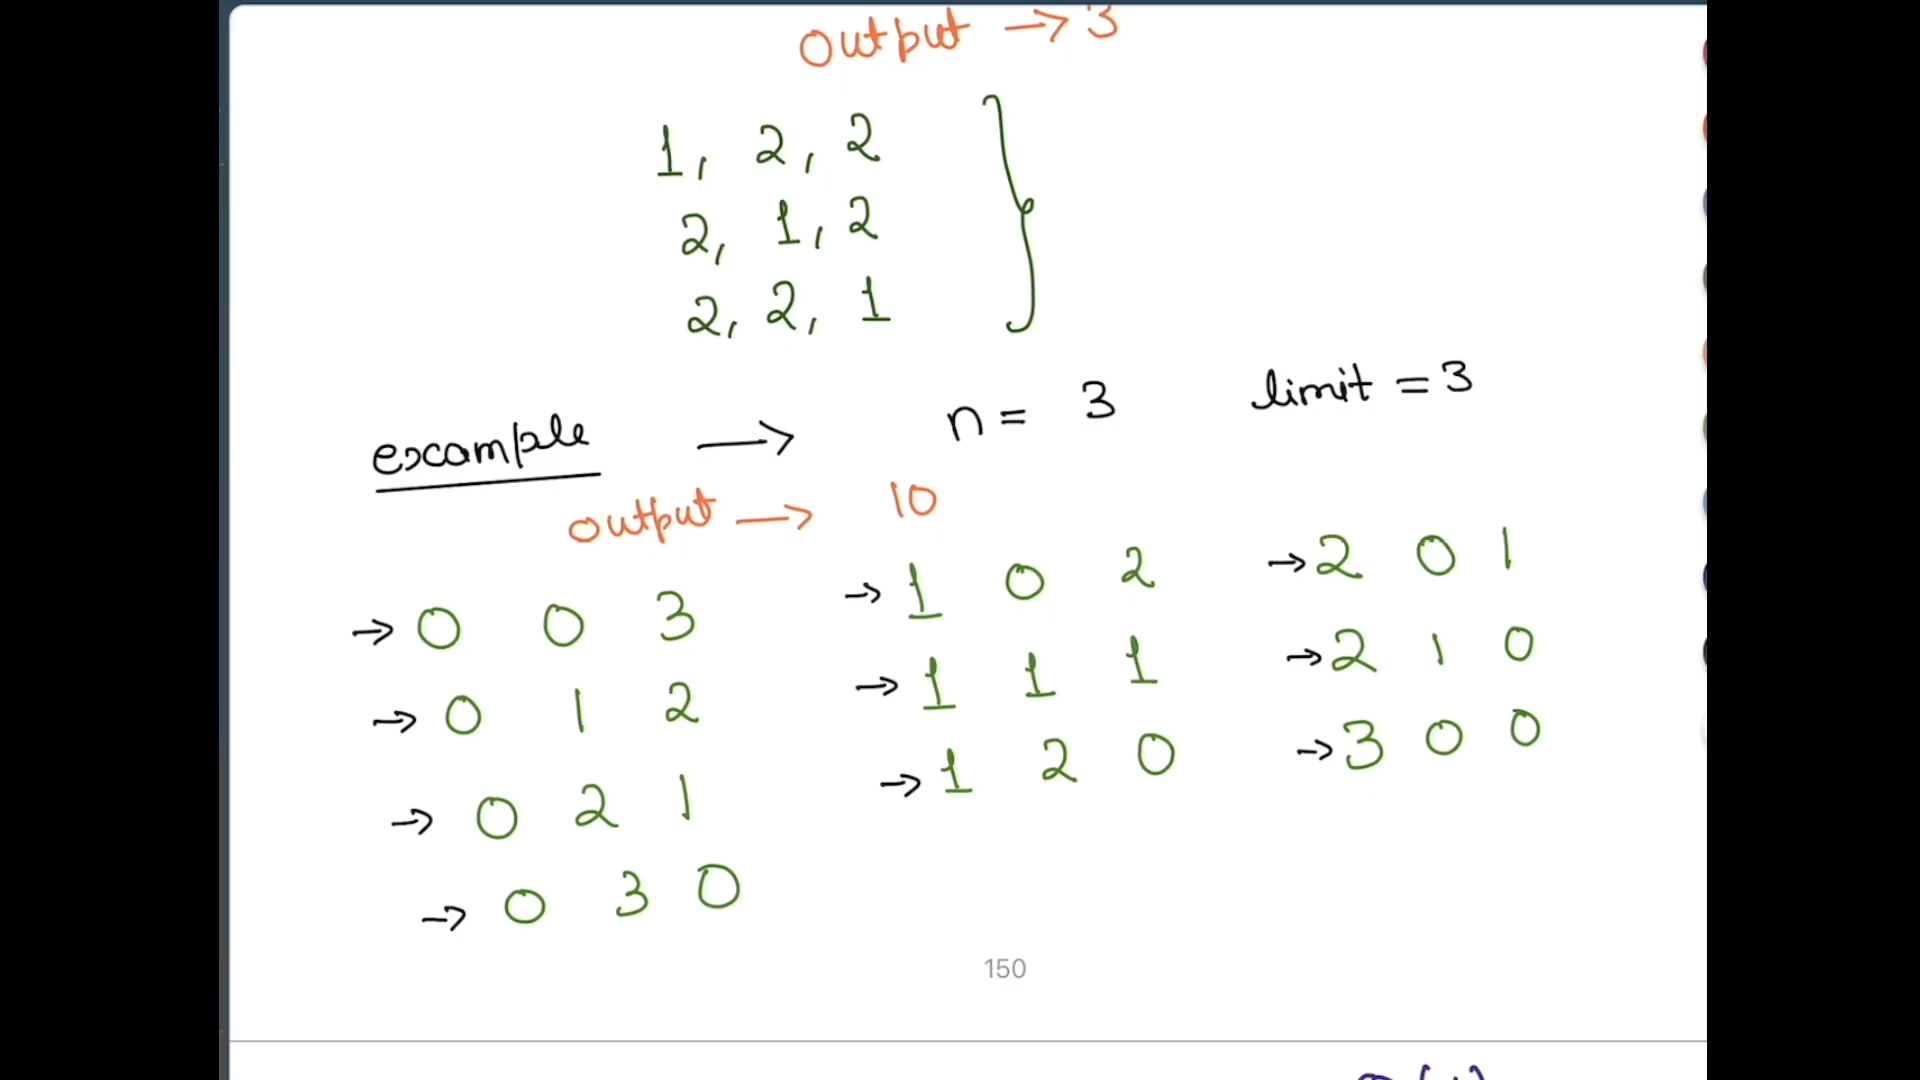 output → 3
1, 2, 2
2, 1, 2
2, 2, 1
example → n = 3 limit = 3
output → 10
→ 0 0 3
→ 0 1 2
→ 0 2 1
→ 0 3 0
→ 1 0 2
→ 1 1 1
→ 1 2 0
→ 2 0 1
→ 2 1 0
→ 3 0 0
150